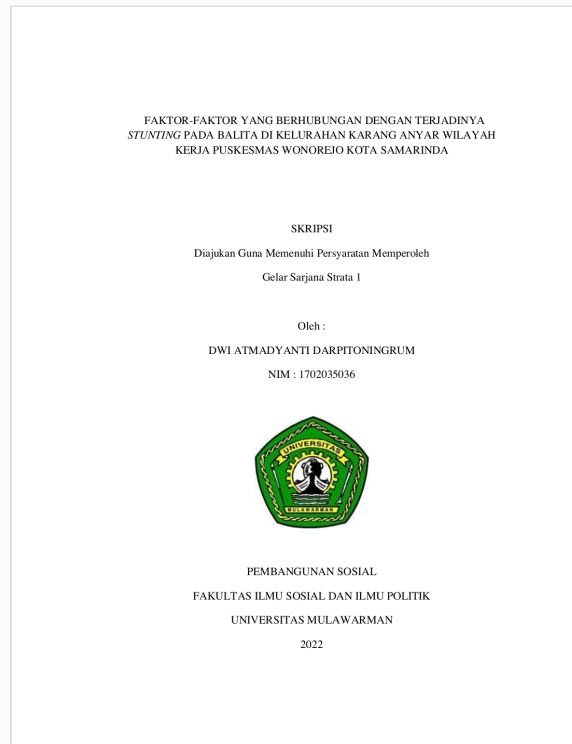 FAKTOR-FAKTOR YANG BERHUBUNGAN DENGAN TERJADINYA
STUNTING PADA BALITA DI KELURAHAN KARANG ANYAR WILAYAH
KERJA PUSKESMAS WONOREJO KOTA SAMARINDA
SKRIPSI
Diajukan Guna Memenuhi Persyaratan Memperoleh
Gelar Sarjana Strata 1
Oleh :
DWI ATMADYANTI DARPITONINGRUM
NIM : 1702035036
UNIVERSITAS
MULAWARMAN
PEMBANGUNAN SOSIAL
FAKULTAS ILMU SOSIAL DAN ILMU POLITIK
UNIVERSITAS MULAWARMAN
2022